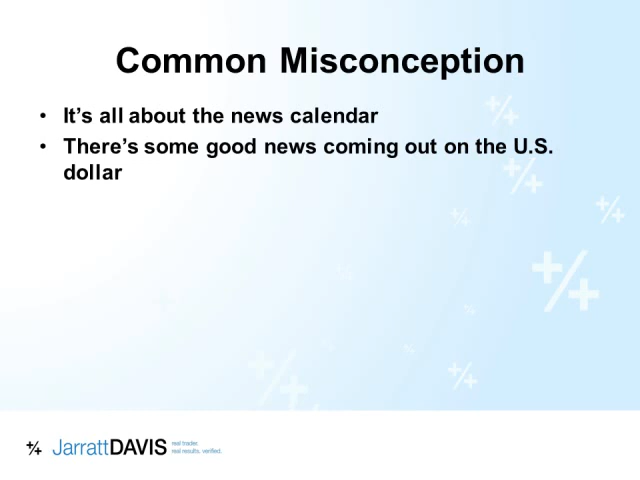 Common Misconception
• It's all about the news calendar
• There's some good news coming out on the U.S.
dollar
JarrattDAVIS
real trader.
real results. verified.